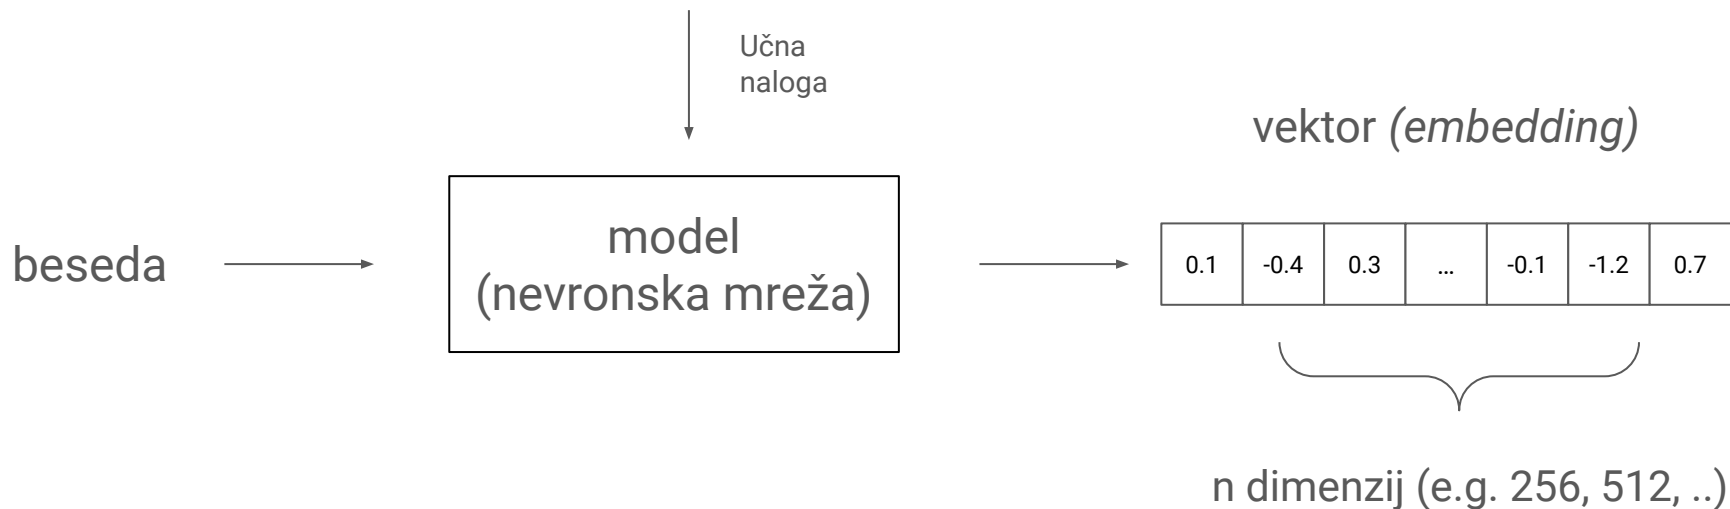 Učna
naloga
vektor (embedding)
beseda
model
(nevronska mreža)
0.1 -0.4 0.3 ... -0.1 -1.2 0.7
n dimenzij (e.g. 256, 512, ..)